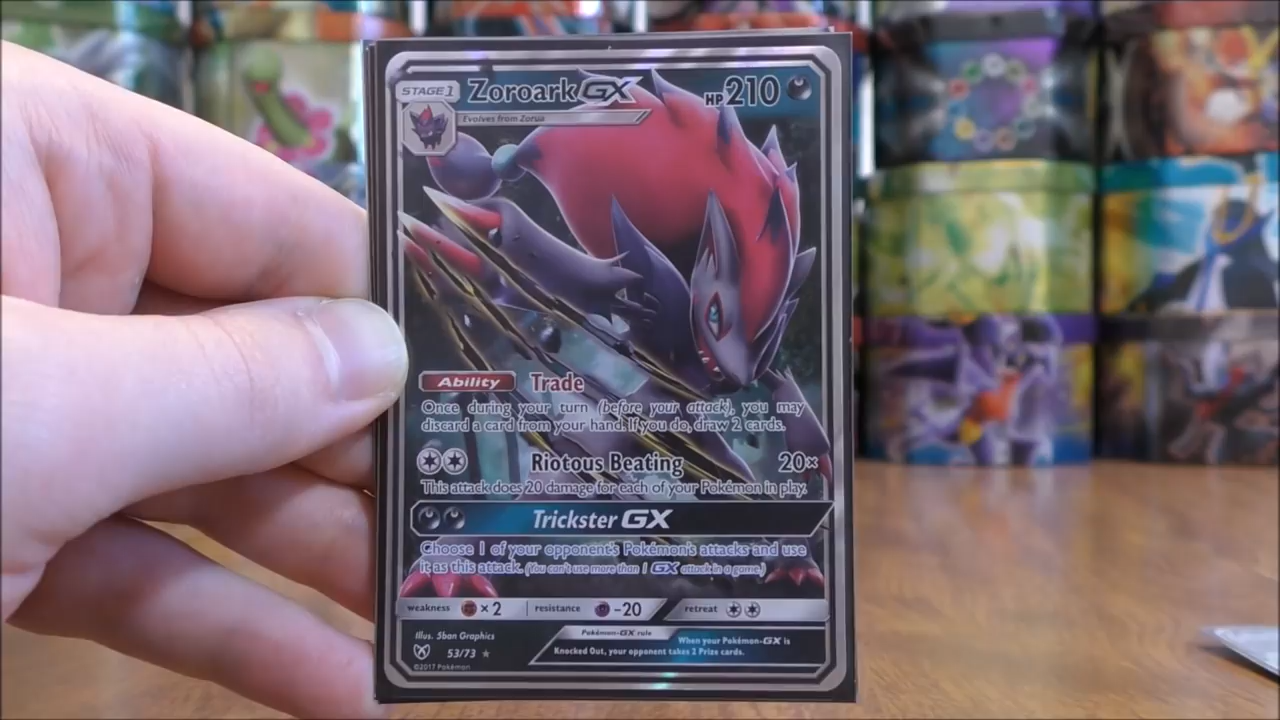 STAGE 1 Zoroark GX HP 210
Evolves from Zorua
Ability Trade
Once during your turn (before your attack), you may
discard a card from your hand. If you do, draw 2 cards.
Riotous Beating 20×
This attack does 20 damage for each of your Pokémon in play.
Trickster GX
Choose 1 of your opponent's Pokémon's attacks and use
it as this attack. (You can't use more than 1 GX attack in a game.)
weakness × 2 resistance -20 retreat
Illus. 5ban Graphics
Pokémon-GX rule
When your Pokémon-GX is
Knocked Out, your opponent takes 2 Prize cards.
53/73
©2017 Pokémon